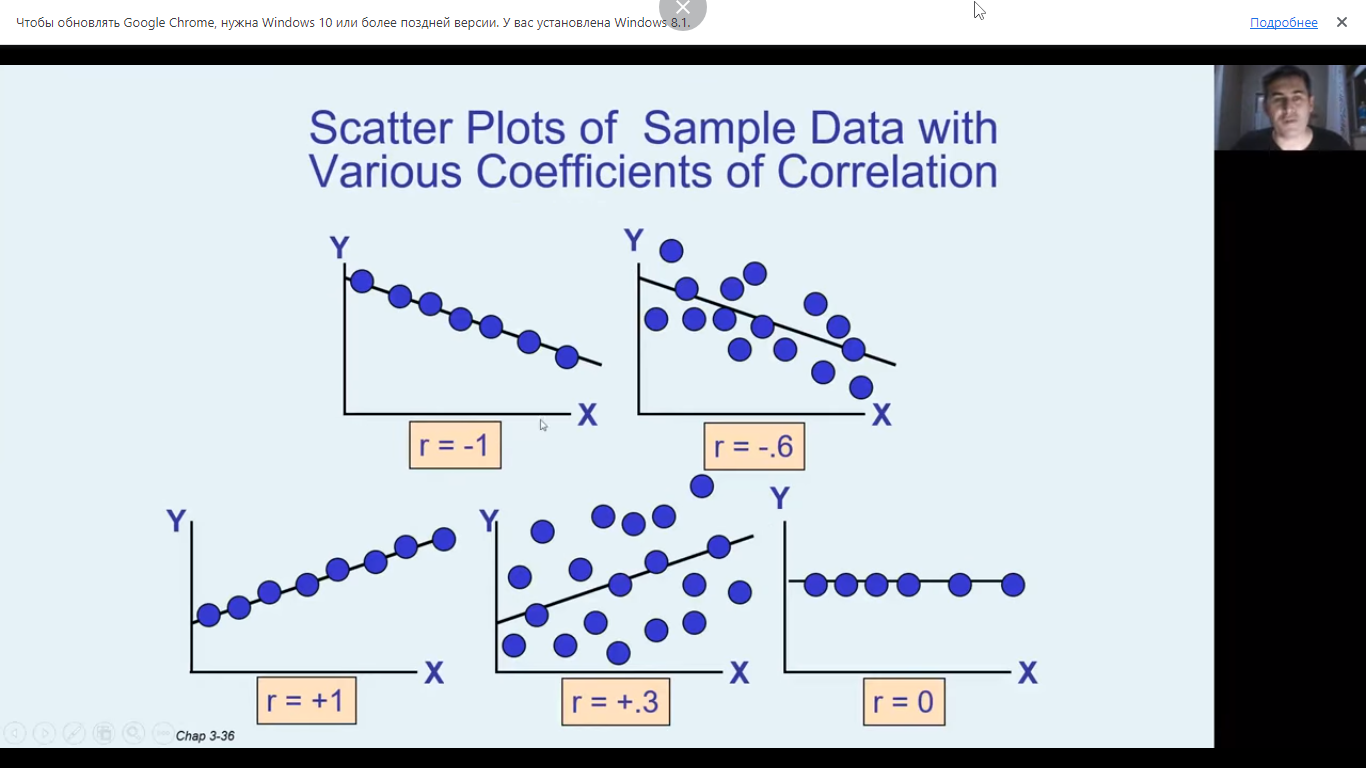 Чтобы обновлять Google Chrome, нужна Windows 10 или более поздней версии. У вас установлена Windows 8.1.
Подробнее
Scatter Plots of Sample Data with
Various Coefficients of Correlation
Y
X
r = -1
Y
X
r = -.6
Y
X
r = +1
Y
X
r = +.3
Y
X
r = 0
Chap 3-36